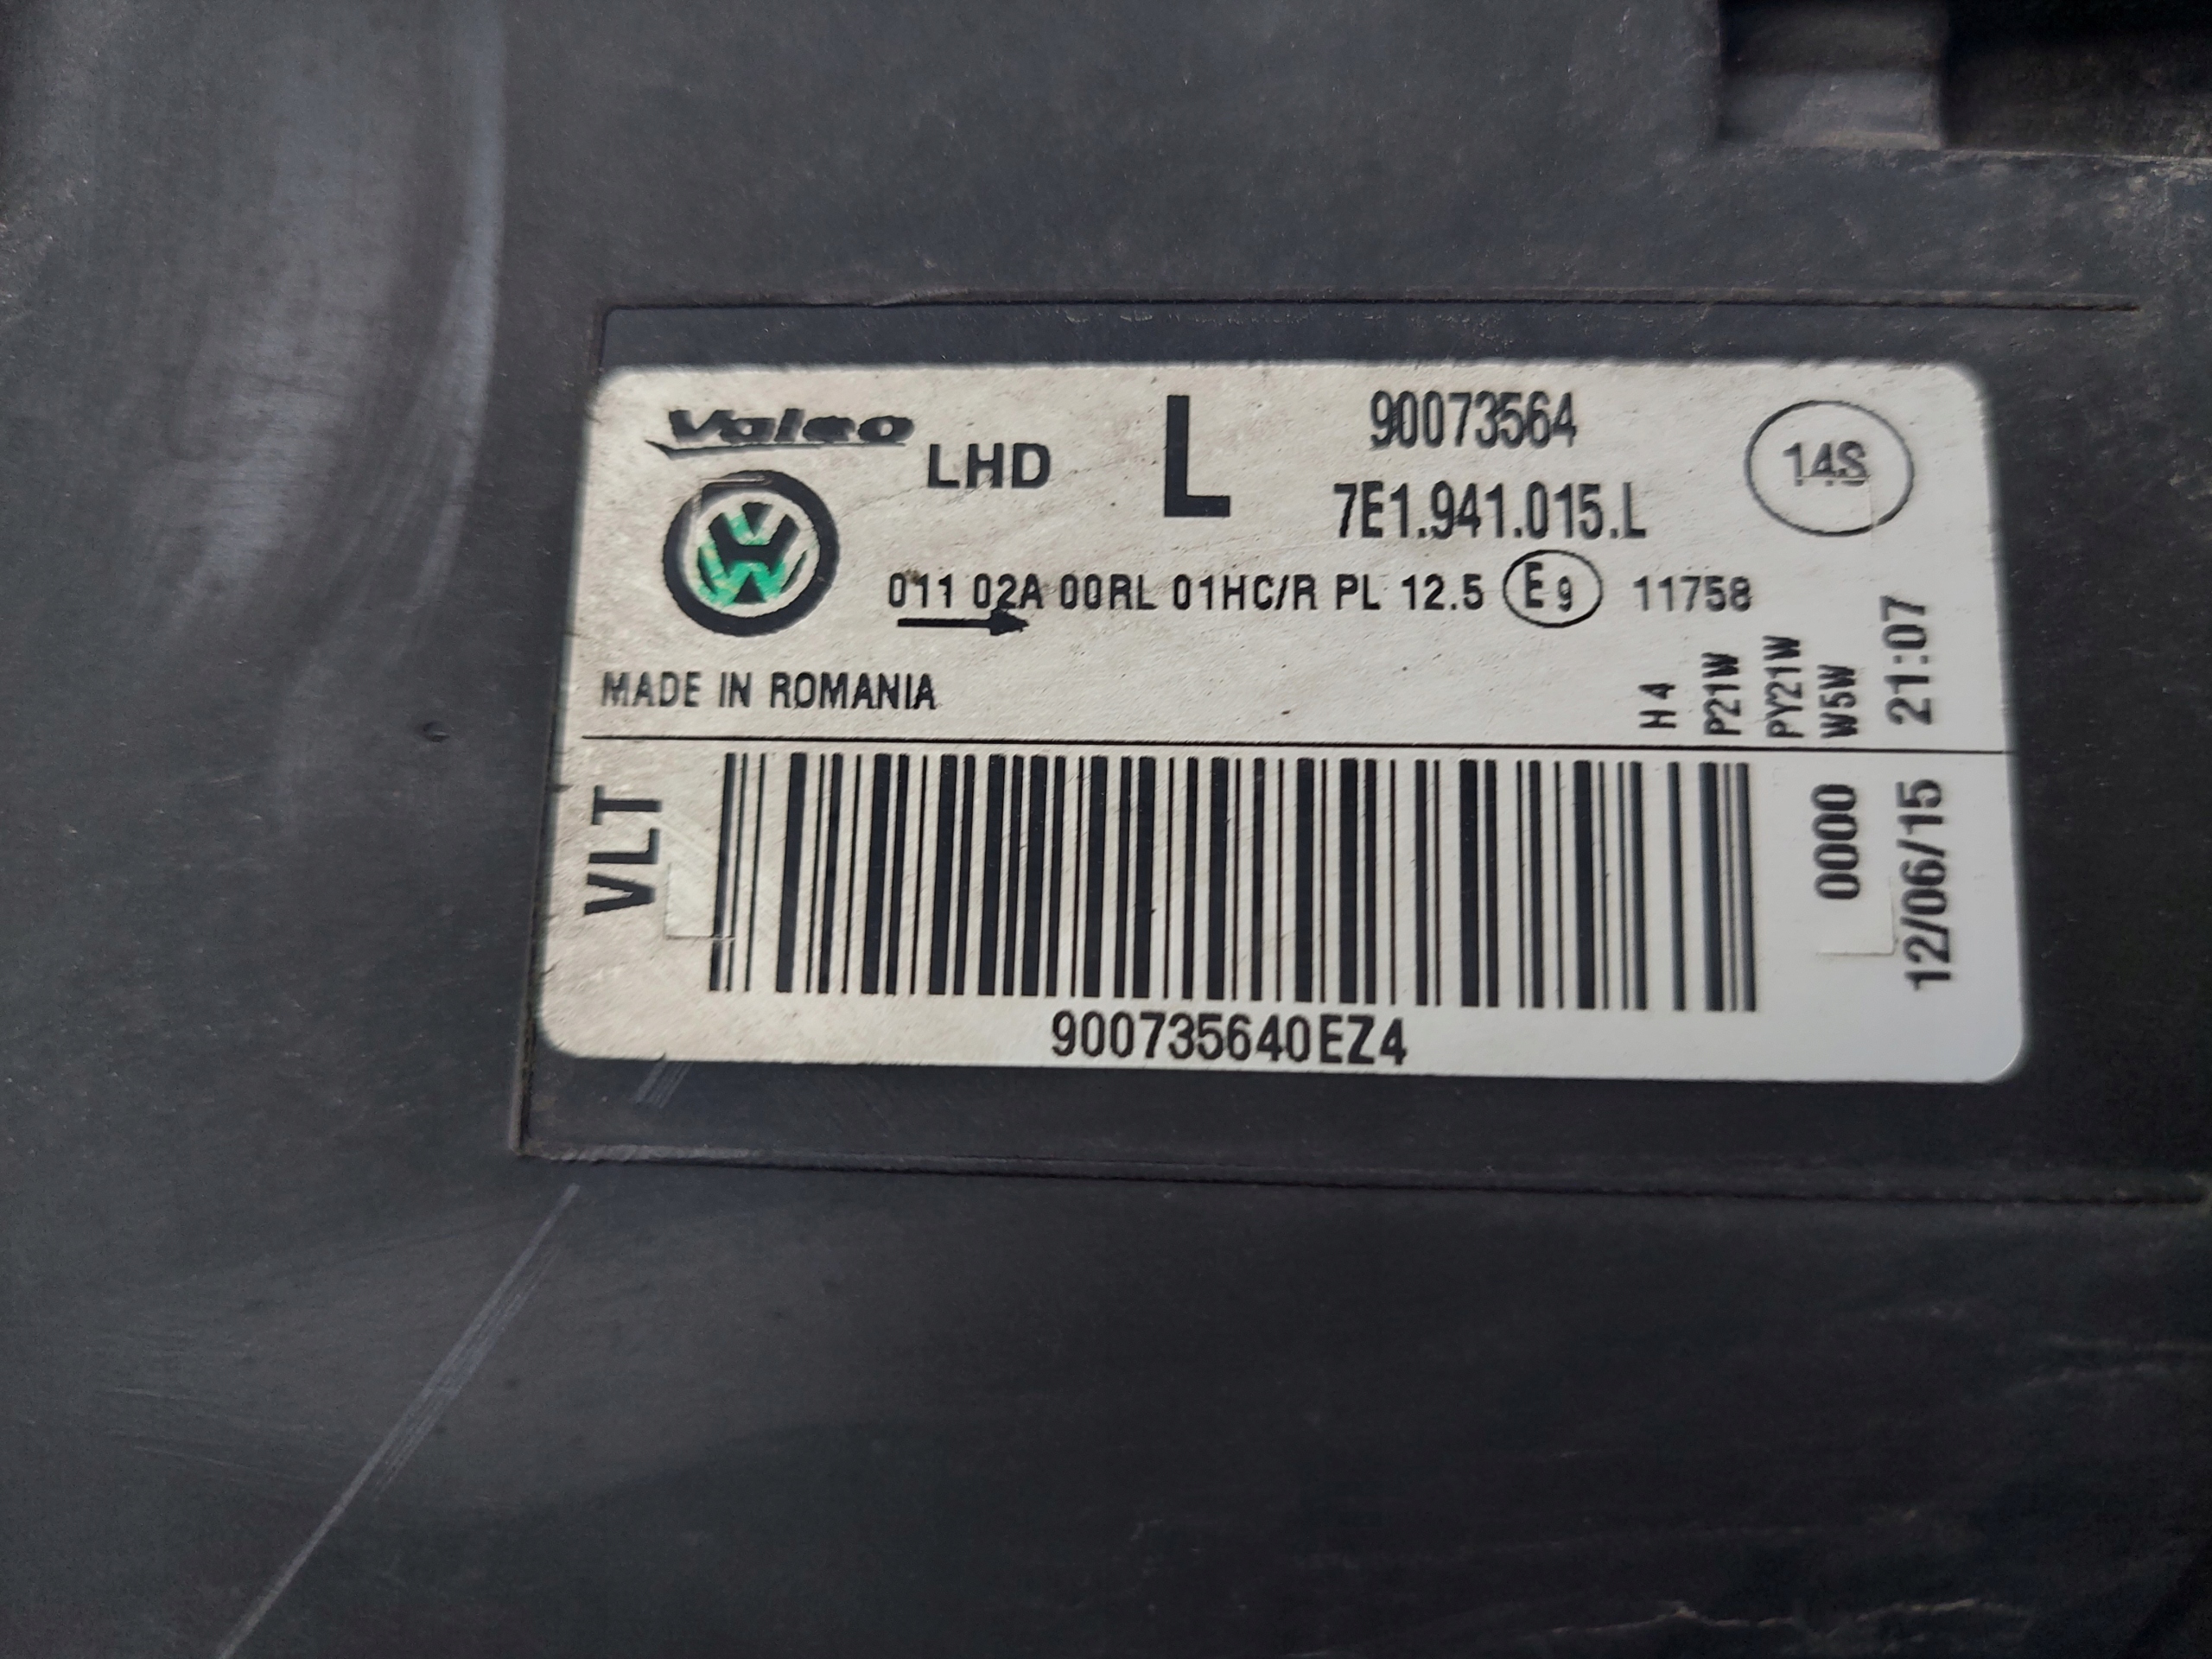 Valeo
LHD
L
90073564
14S
7E1.941.015.L
011 02A 00RL 01HC/R PL 12.5 E9 11758
MADE IN ROMANIA
H4
P21W
PY21W
W5W
21:07
VLT
0000
12/06/15
900735640EZ4